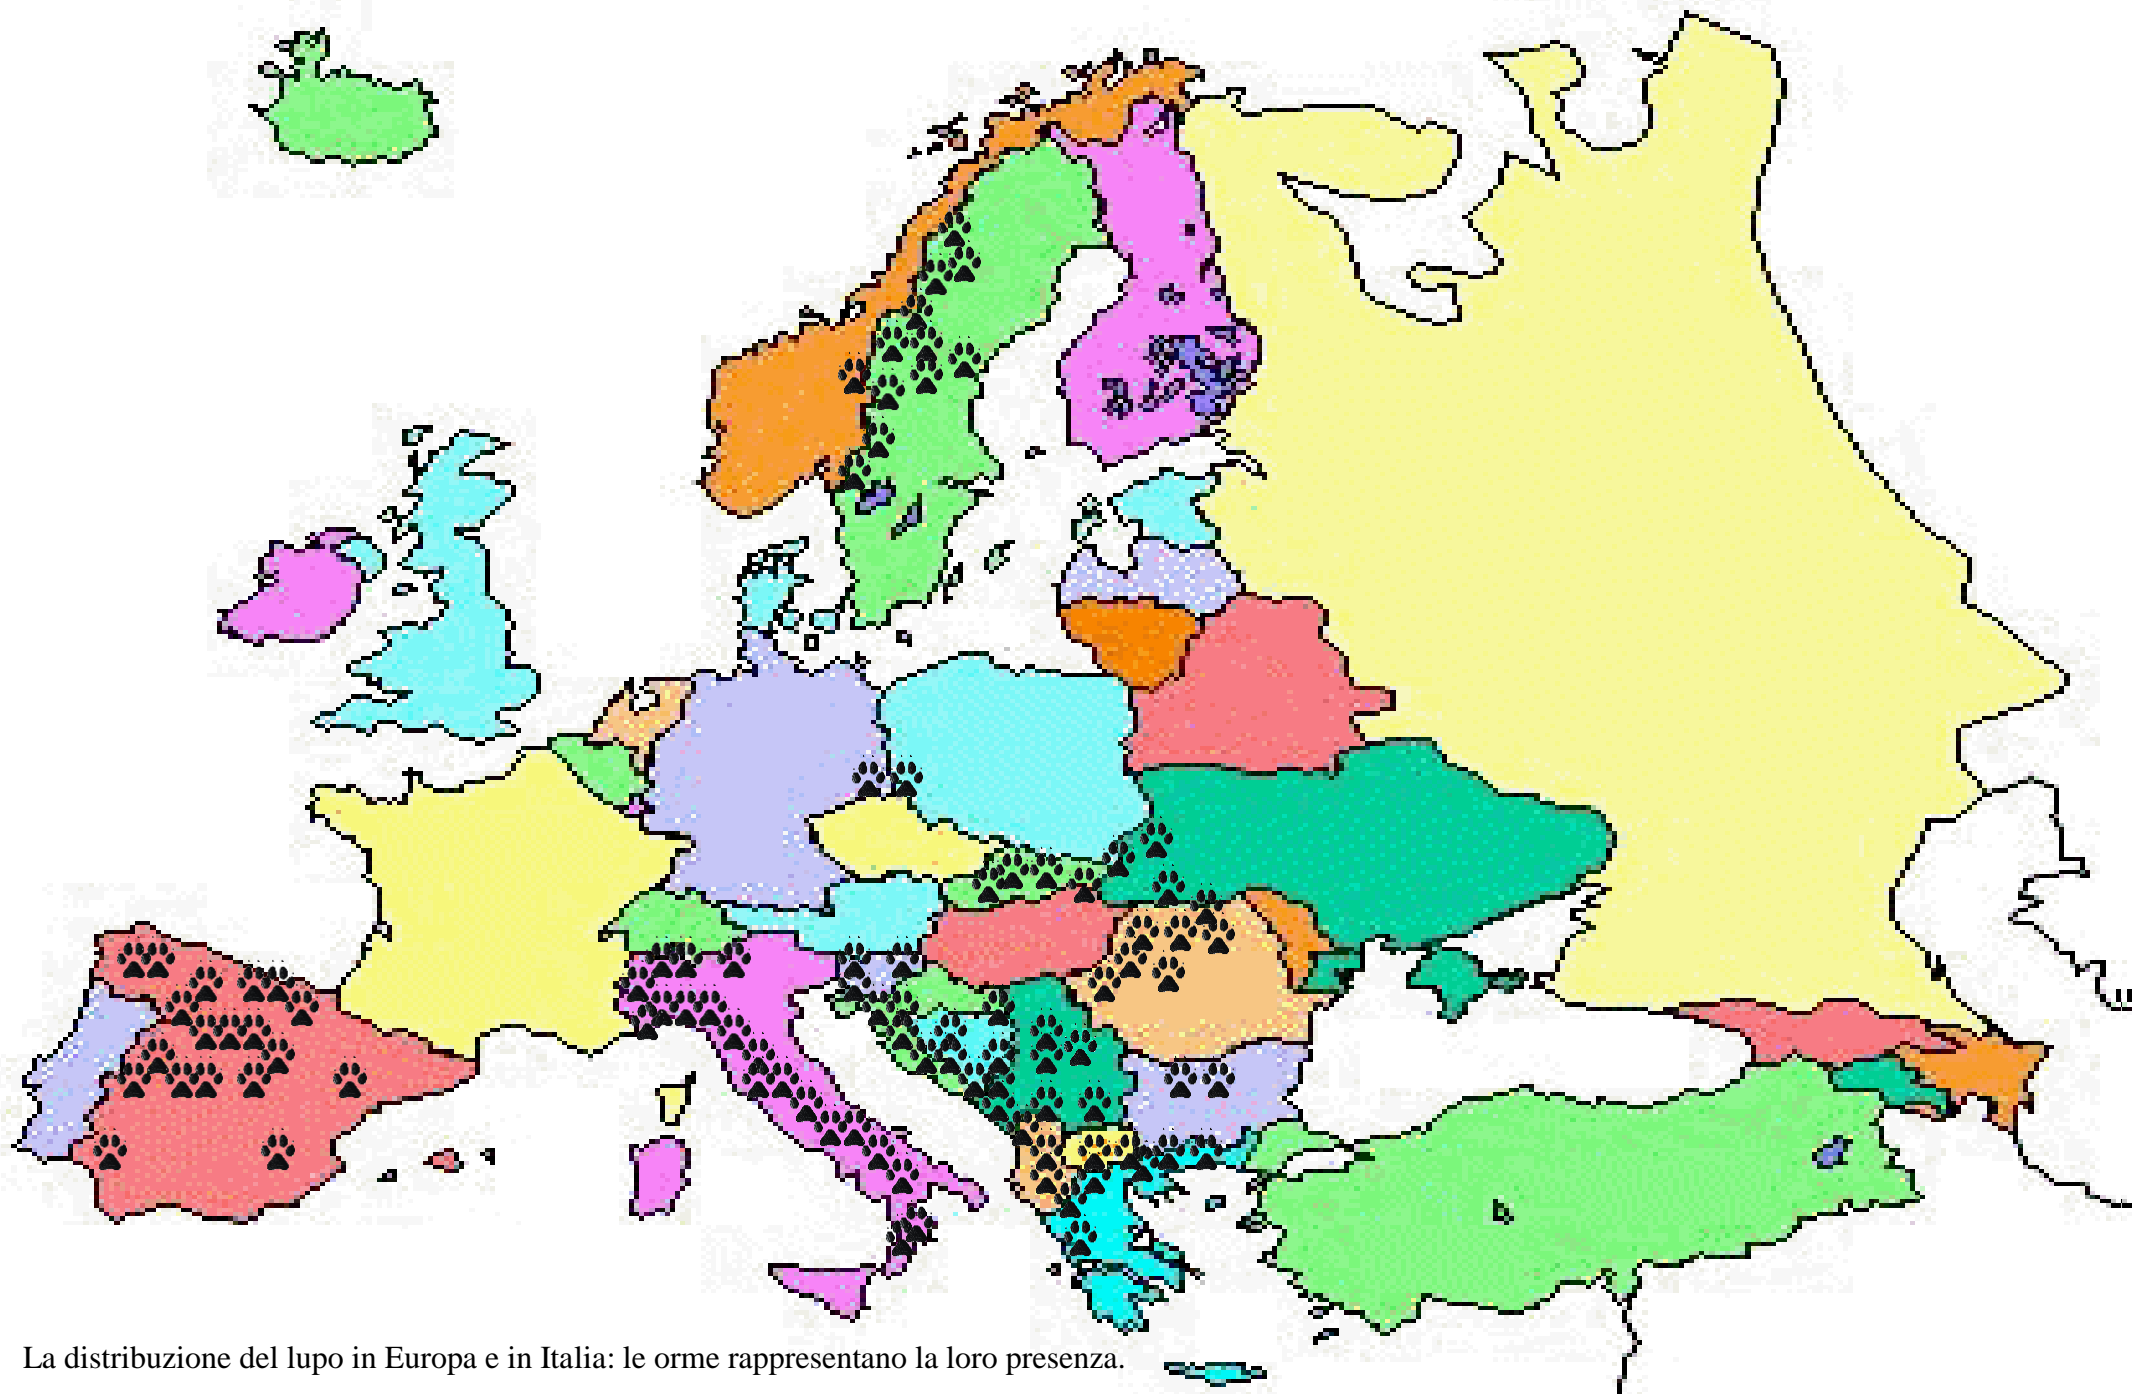 La distribuzione del lupo in Europa e in Italia: le orme rappresentano la loro presenza.